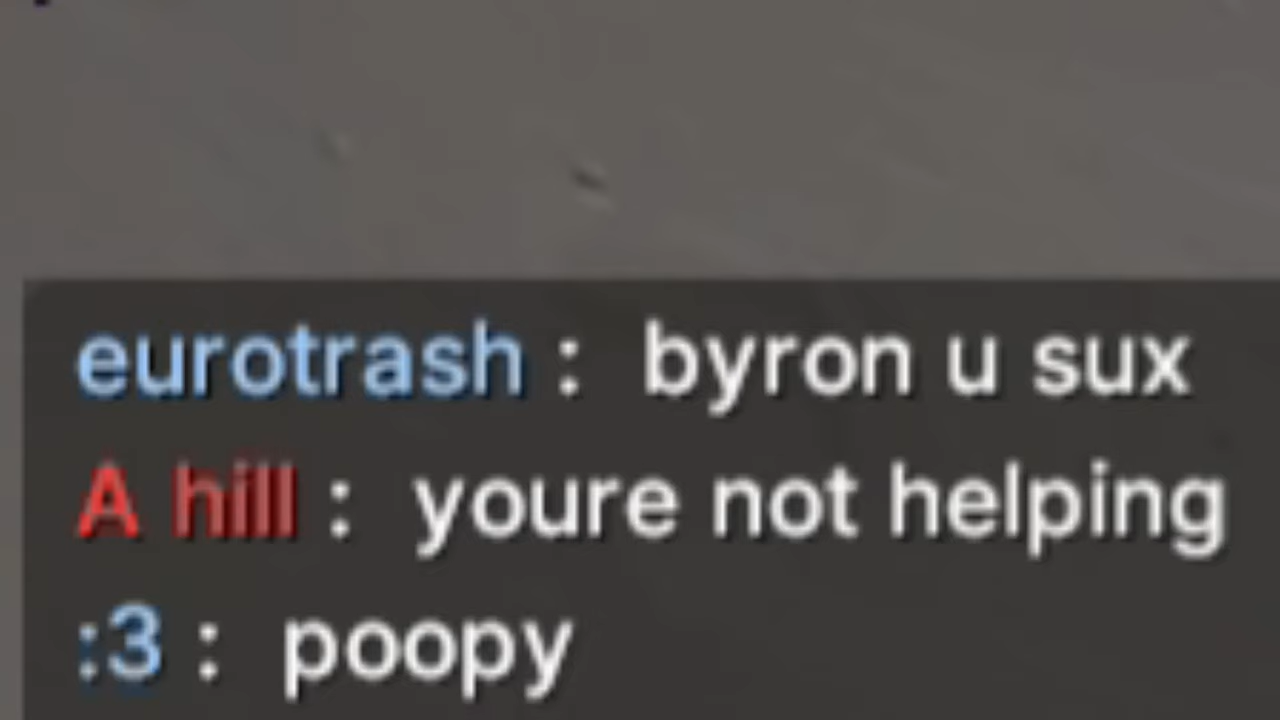 eurotrash : byron u sux
A hill : youre not helping
:3 : poopy